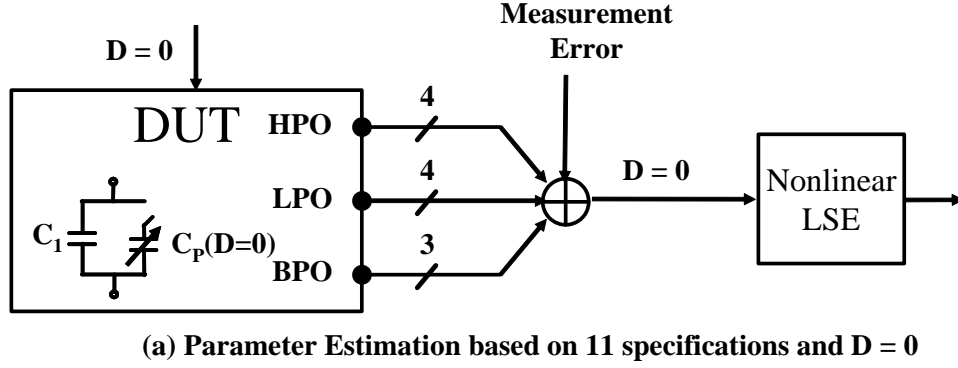 Measurement
Error
D = 0
DUT
HPO
4
LPO
4
D = 0
Nonlinear
LSE
C1
CP(D=0)
BPO
3
(a) Parameter Estimation based on 11 specifications and D = 0